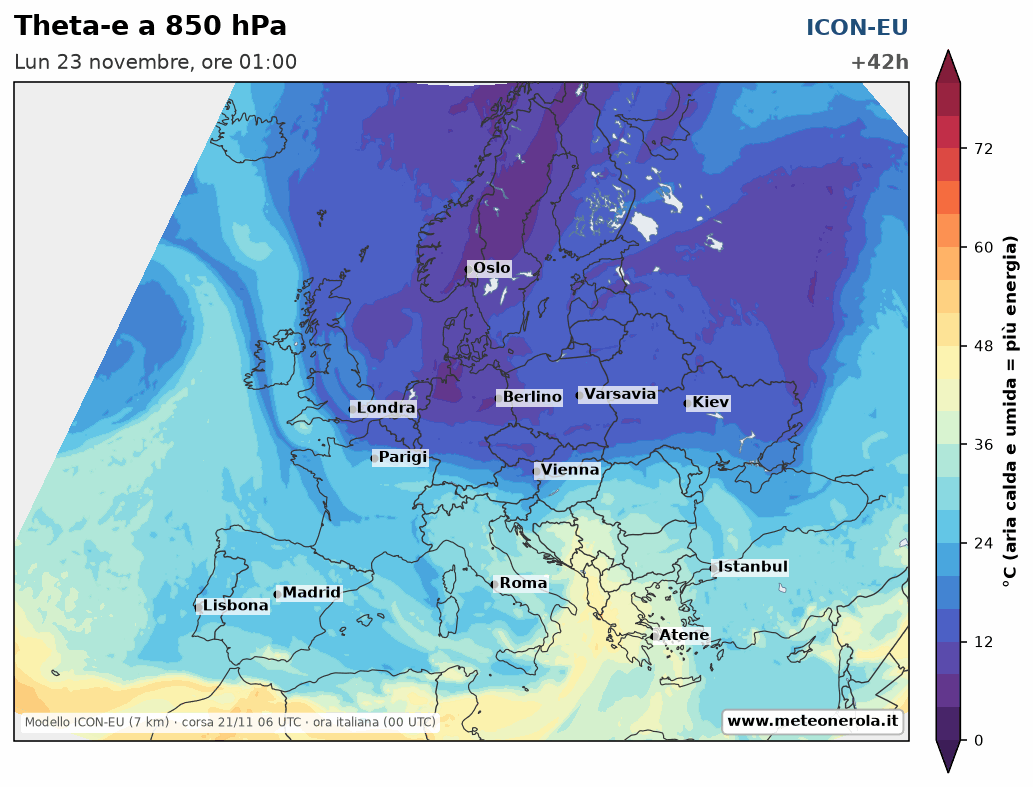 Theta-e a 850 hPa
ICON-EU
Lun 23 novembre, ore 01:00
+42h
Oslo
Berlino
Varsavia
Kiev
Londra
Parigi
Vienna
Istanbul
Roma
Madrid
Lisbona
Atene
Modello ICON-EU (7 km) · corsa 21/11 06 UTC · ora italiana (00 UTC)
www.meteonerola.it
72
60
48
36
24
12
0
°C (aria calda e umida = più energia)